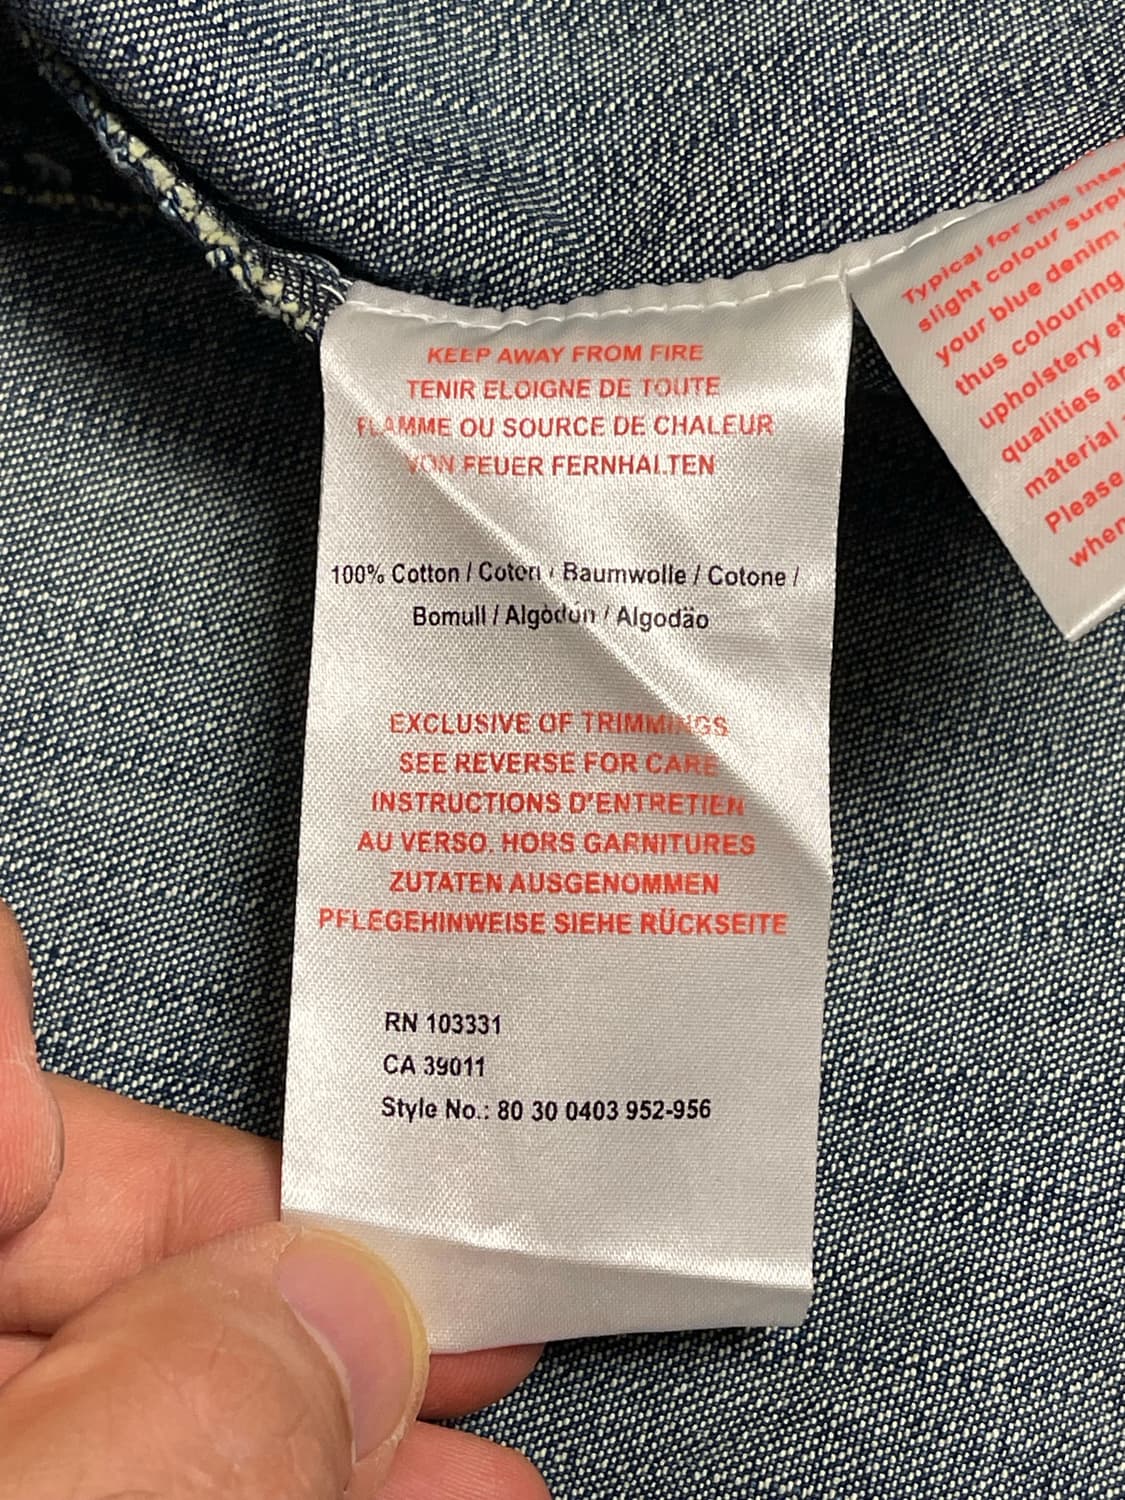 KEEP AWAY FROM FIRE
TENIR ELOIGNE DE TOUTE
FLAMME OU SOURCE DE CHALEUR
VON FEUER FERNHALTEN
100% Cotton / Coton / Baumwolle / Cotone /
Bomull / Algòdón / Algodäo
EXCLUSIVE OF TRIMMINGS
SEE REVERSE FOR CARE
INSTRUCTIONS D'ENTRETIEN
AU VERSO. HORS GARNITURES
ZUTATEN AUSGENOMMEN
PFLEGEHINWEISE SIEHE RÜCKSEITE
RN 103331
CA 39011
Style No.: 80 30 0403 952-956
Typical for this
slight colour
your blue denim
thus colouring
upholstery
qualities
material
Please